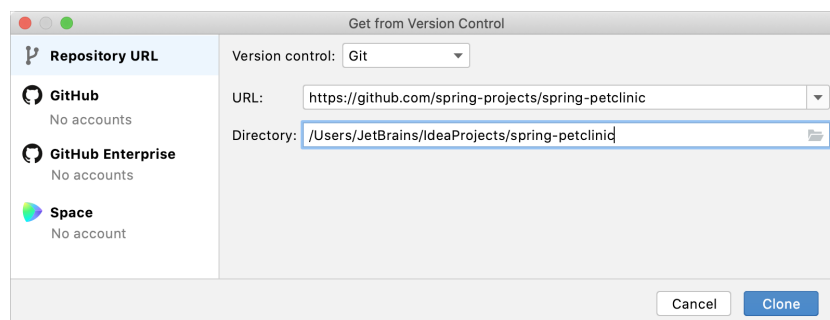 Get from Version Control
Repository URL
GitHub
No accounts
GitHub Enterprise
No accounts
Space
No account
Version control: Git
URL: https://github.com/spring-projects/spring-petclinic
Directory: /Users/JetBrains/IdeaProjects/spring-petclinic
Cancel Clone